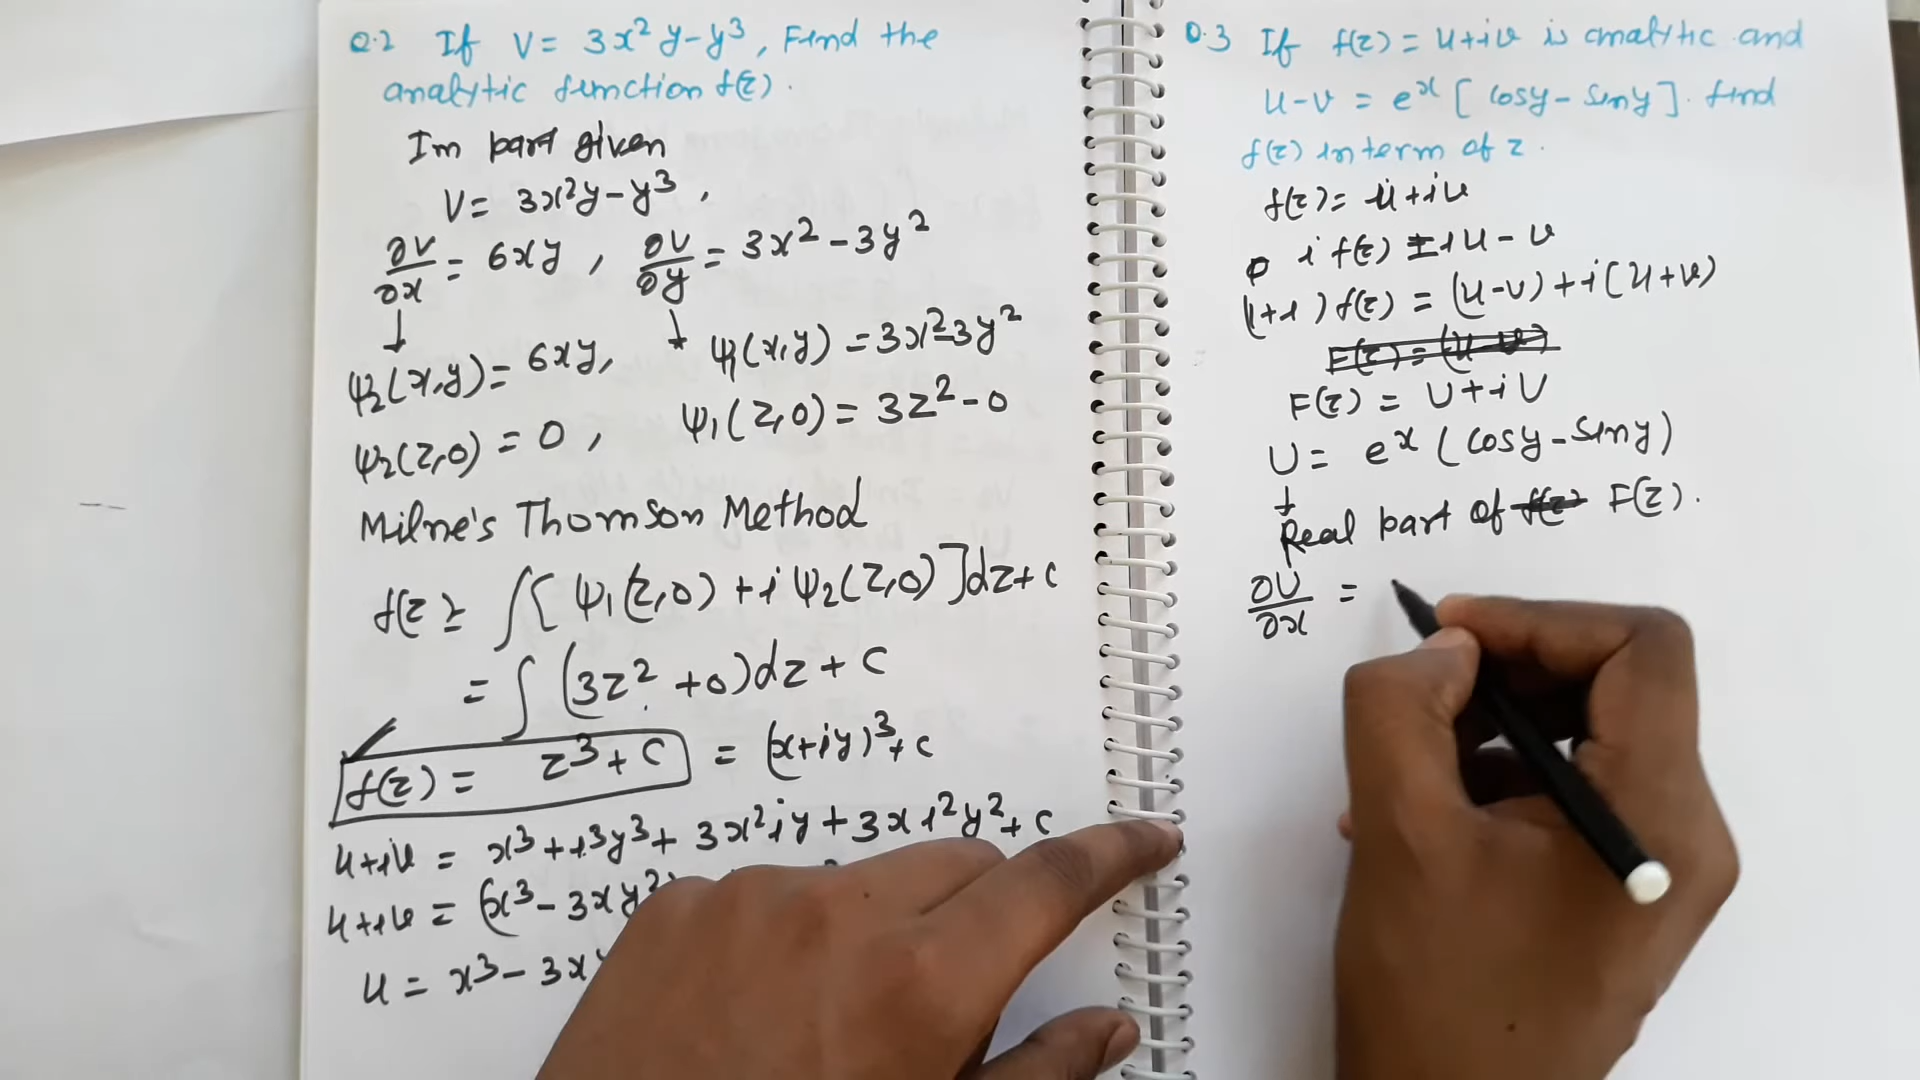 Q.2 If V = 3x² y - y³, Find the
analytic function f(z).
Im part given
V = 3x²y - y³,
∂V/∂x = 6xy, ∂V/∂y = 3x² - 3y²
↓ ↓
ψ₂(x,y) = 6xy, ψ₁(x,y) = 3x² - 3y²
ψ₂(z,0) = 0, ψ₁(z,0) = 3z² - 0
Milne's Thomson Method
f(z) = ∫[ψ₁(z,0) + i ψ₂(z,0)]dz + c
= ∫(3z² + 0)dz + c
f(z) = z³ + c = (x+iy)³ + c
u+iv = x³ + i³y³ + 3x²iy + 3x i²y² + c
u+iv = (x³ - 3xy²)
u = x³ - 3x
Q.3 If f(z) = u+iv is analytic and
u-v = eˣ [cosy - siny]. find
f(z) in term of z.
f(z) = u+iv
i f(z) = iu - v
(1+i) f(z) = (u-v) + i(u+v)
F(z) = (u-v)
F(z) = U + iV
U = eˣ (cosy - siny)
↓
Real part of f(z) F(z).
∂U/∂x =